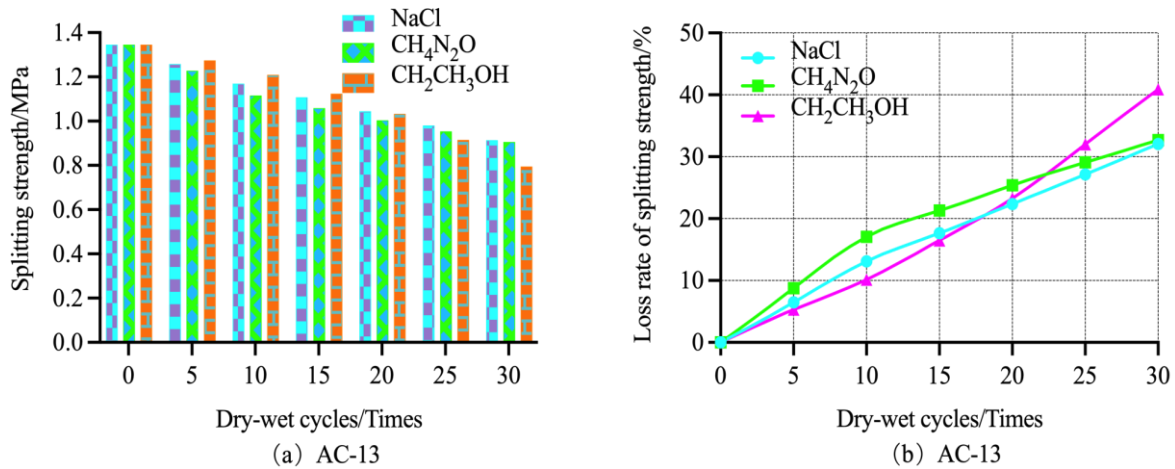 Splitting strength/MPa
1.4
1.2
1.0
0.8
0.6
0.4
0.2
0.0
NaCl
CH₄N₂O
CH₂CH₃OH
0 5 10 15 20 25 30
Dry-wet cycles/Times
(a) AC-13
Loss rate of splitting strength/%
50
40
30
20
10
0
NaCl
CH₄N₂O
CH₂CH₃OH
0 5 10 15 20 25 30
Dry-wet cycles/Times
(b) AC-13